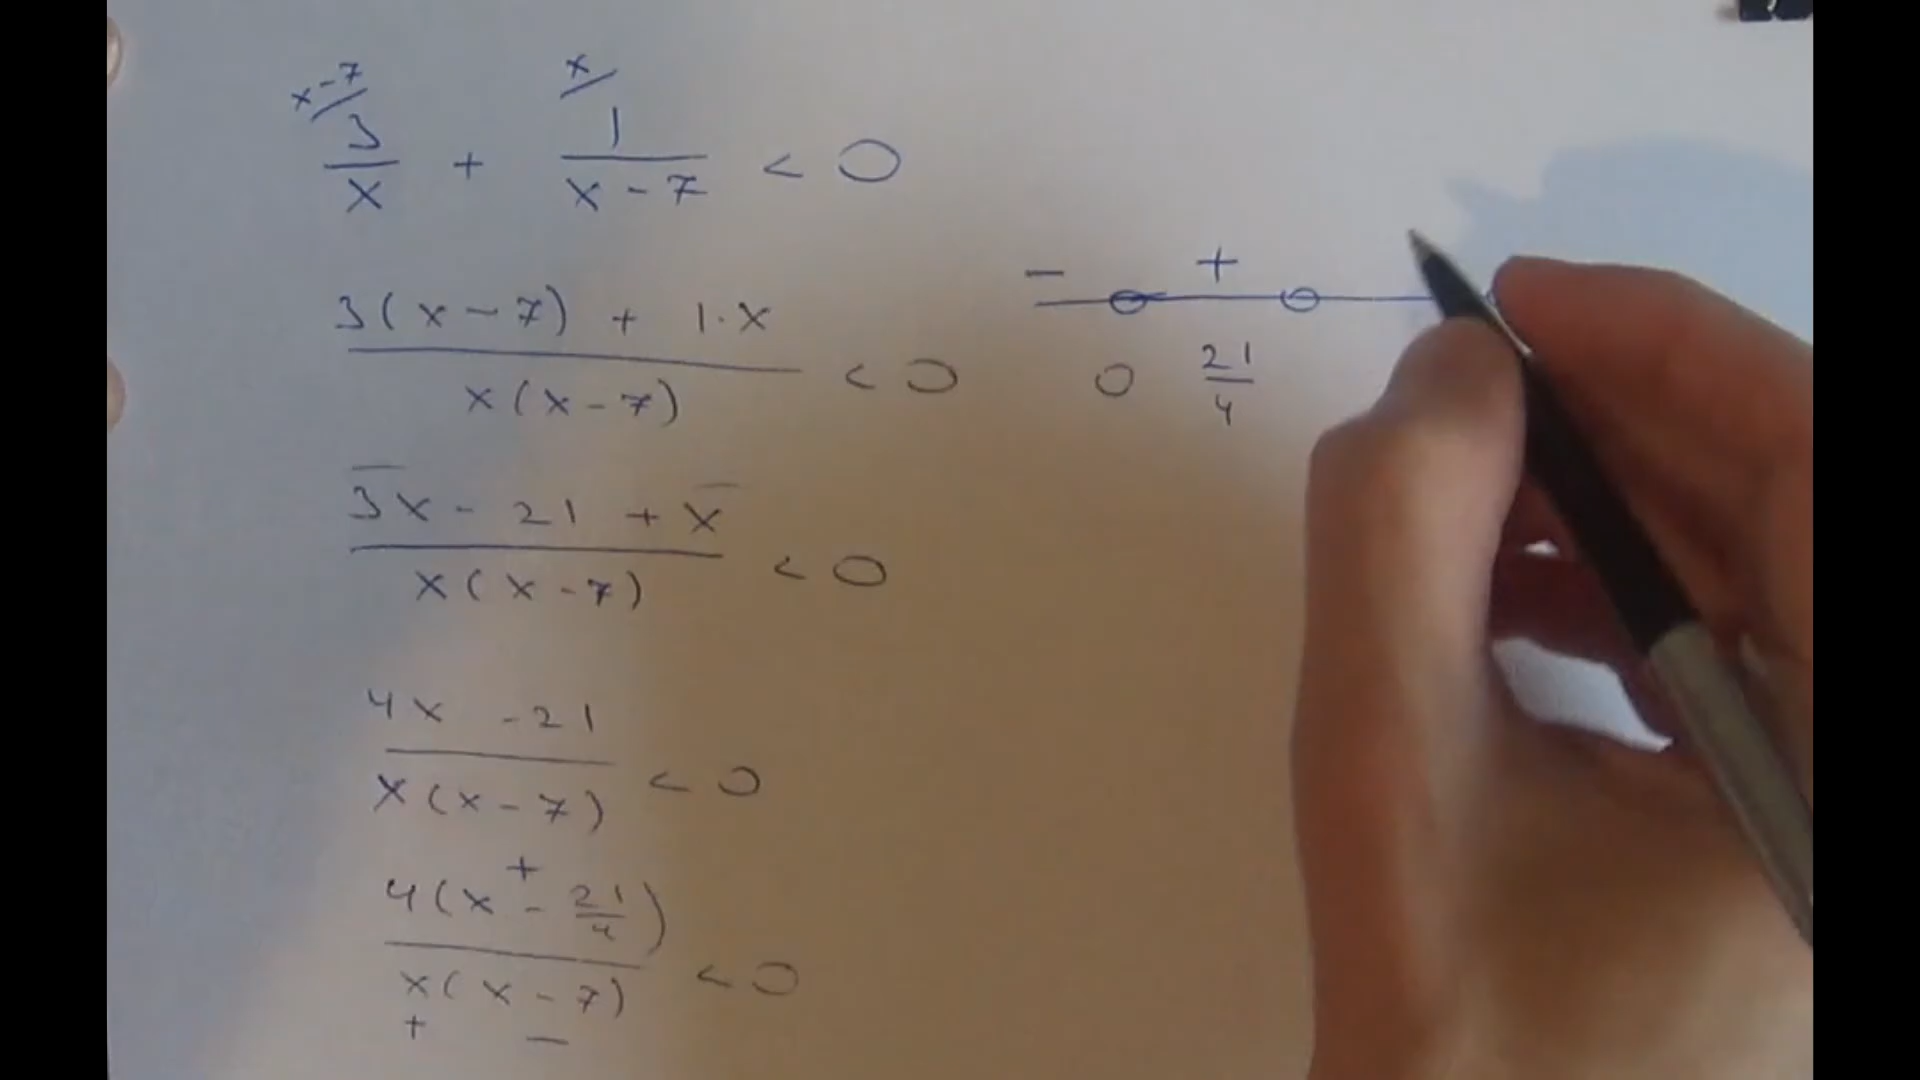 x-7/ x/
3/x + 1/(x-7) < 0
(3(x-7) + 1·x)/(x(x-7)) < 0
(3x - 21 + x)/(x(x-7)) < 0
(4x -21)/(x(x-7)) < 0
+
4(x - 21/4)/(x(x-7)) < 0
+ -
- +
0 21/4